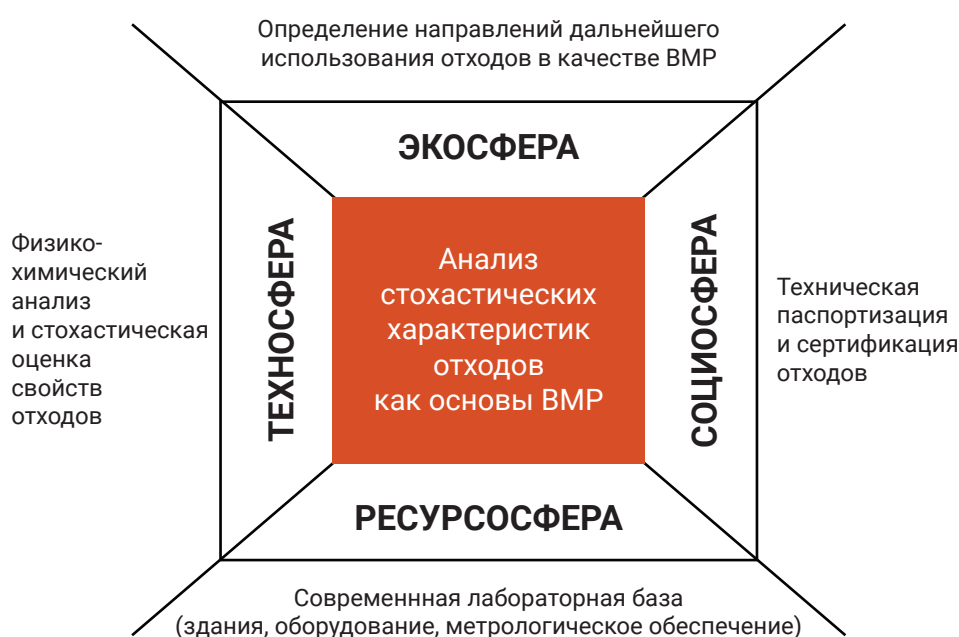 Определение направлений дальнейшего
использования отходов в качестве ВМР
ЭКОСФЕРА
Физико-
химический
анализ
и стохастическая
оценка
свойств
отходов
ТЕХНОСФЕРА
Анализ
стохастических
характеристик
отходов
как основы ВМР
СОЦИОСФЕРА
Техническая
паспортизация
и сертификация
отходов
РЕСУРСОСФЕРА
Современнная лабораторная база
(здания, оборудование, метрологическое обеспечение)